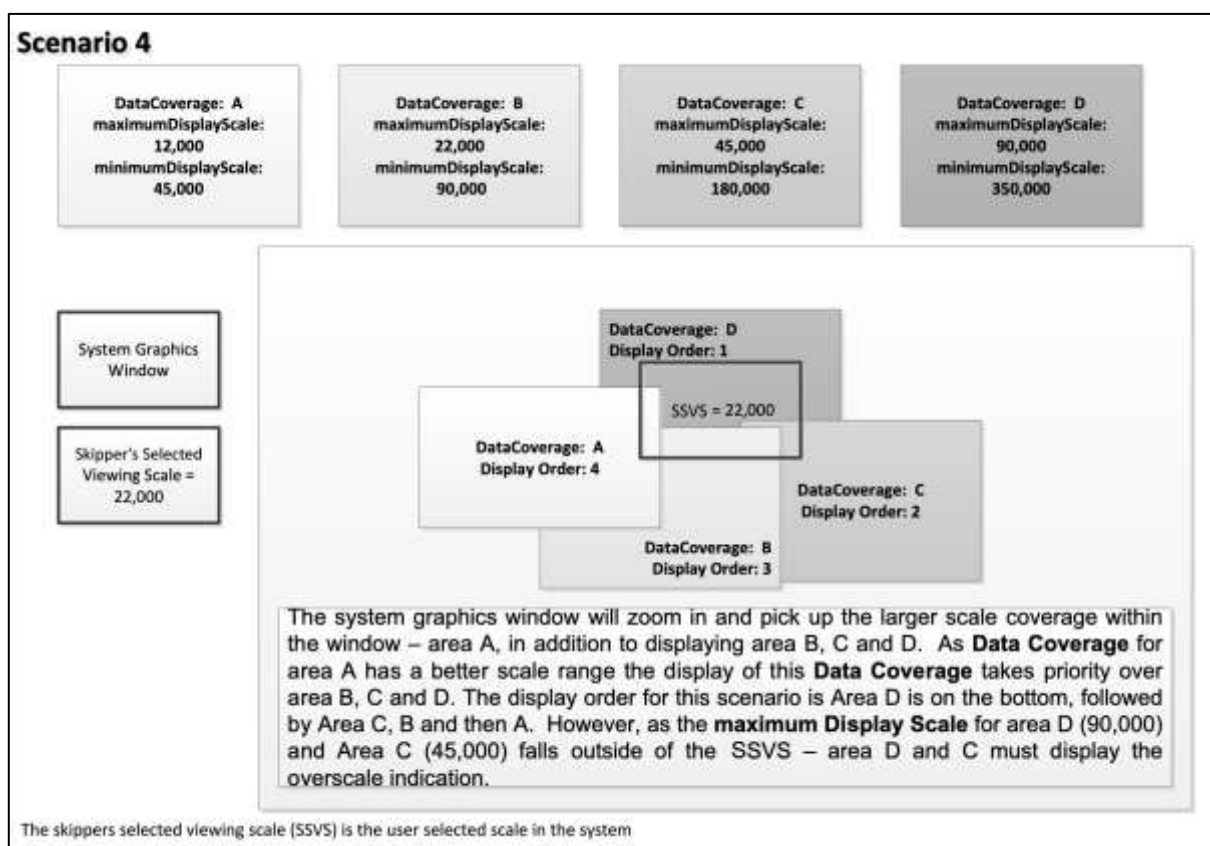 Scenario 4
DataCoverage: A
maximumDisplayScale:
12,000
minimumDisplayScale:
45,000
DataCoverage: B
maximumDisplayScale:
22,000
minimumDisplayScale:
90,000
DataCoverage: C
maximumDisplayScale:
45,000
minimumDisplayScale:
180,000
DataCoverage: D
maximumDisplayScale:
90,000
minimumDisplayScale:
350,000
System Graphics
Window
Skipper's Selected
Viewing Scale =
22,000
DataCoverage: D
Display Order: 1
SSVS = 22,000
DataCoverage: A
Display Order: 4
DataCoverage: C
Display Order: 2
DataCoverage: B
Display Order: 3
The system graphics window will zoom in and pick up the larger scale coverage within
the window – area A, in addition to displaying area B, C and D. As Data Coverage for
area A has a better scale range the display of this Data Coverage takes priority over
area B, C and D. The display order for this scenario is Area D is on the bottom, followed
by Area C, B and then A. However, as the maximum Display Scale for area D (90,000)
and Area C (45,000) falls outside of the SSVS – area D and C must display the
overscale indication.
The skippers selected viewing scale (SSVS) is the user selected scale in the system